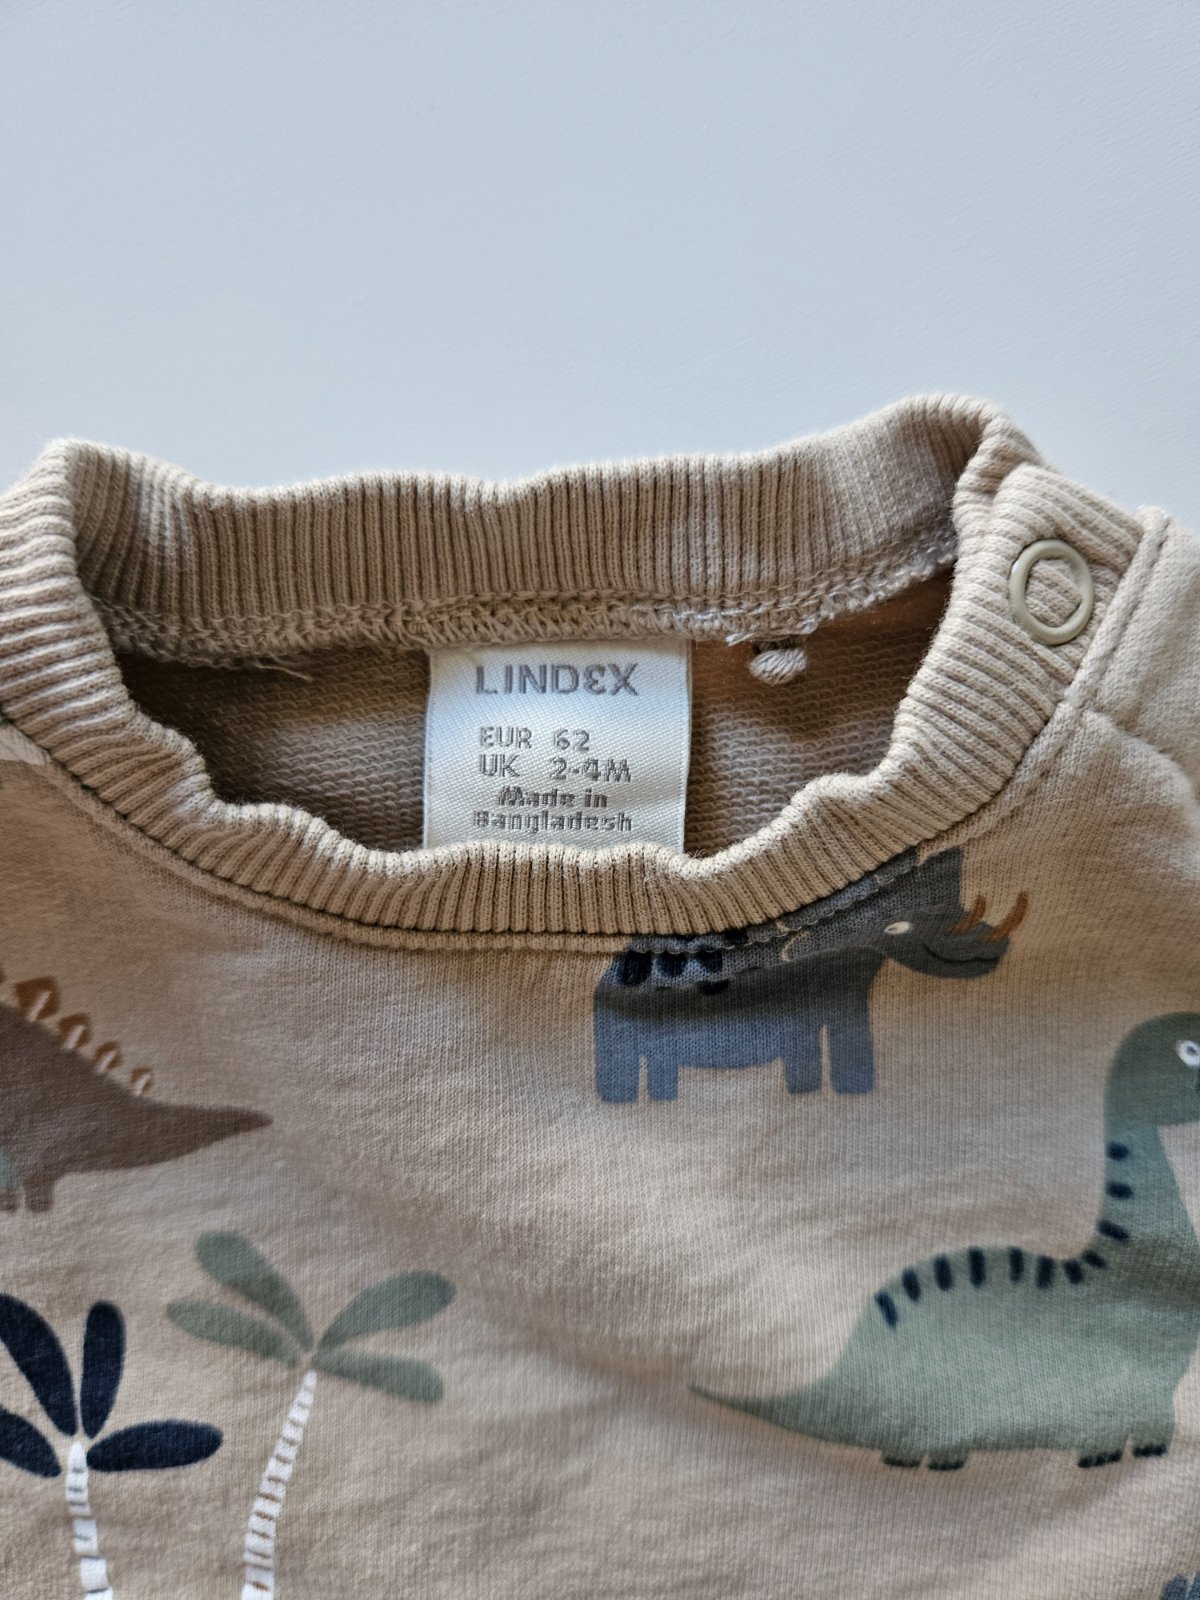 LINDEX
EUR 62
UK 2-4M
Made in
Bangladesh